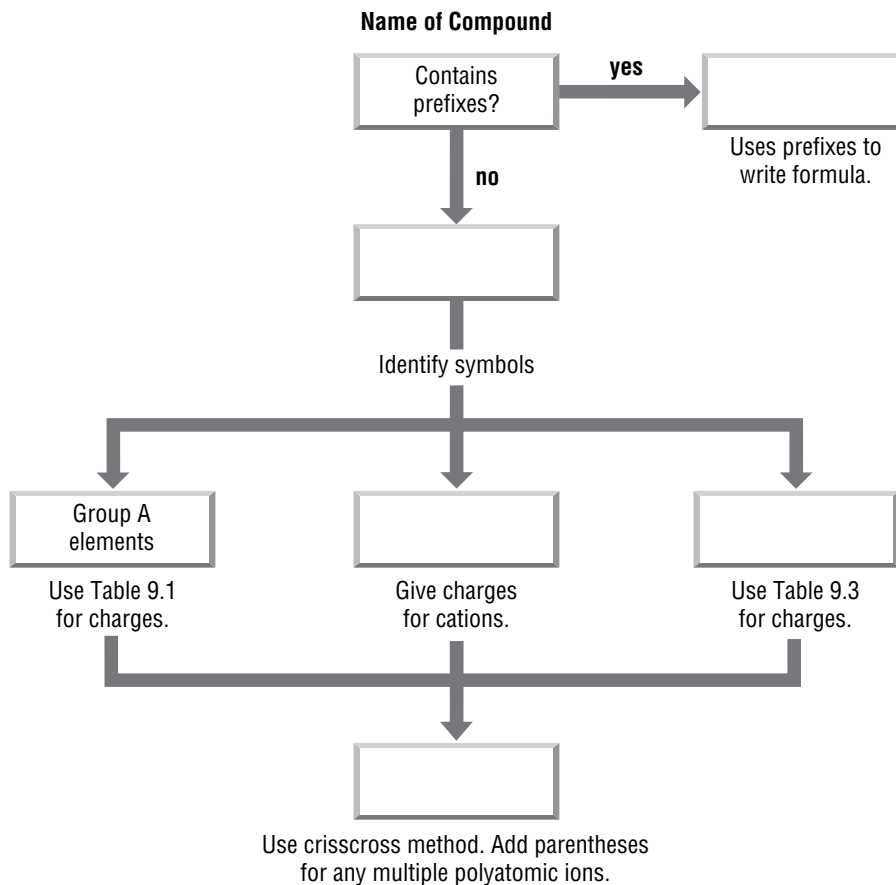 Name of Compound
Contains
prefixes?
yes
Uses prefixes to
write formula.
no
Identify symbols
Group A
elements
Use Table 9.1
for charges.
Give charges
for cations.
Use Table 9.3
for charges.
Use crisscross method. Add parentheses
for any multiple polyatomic ions.